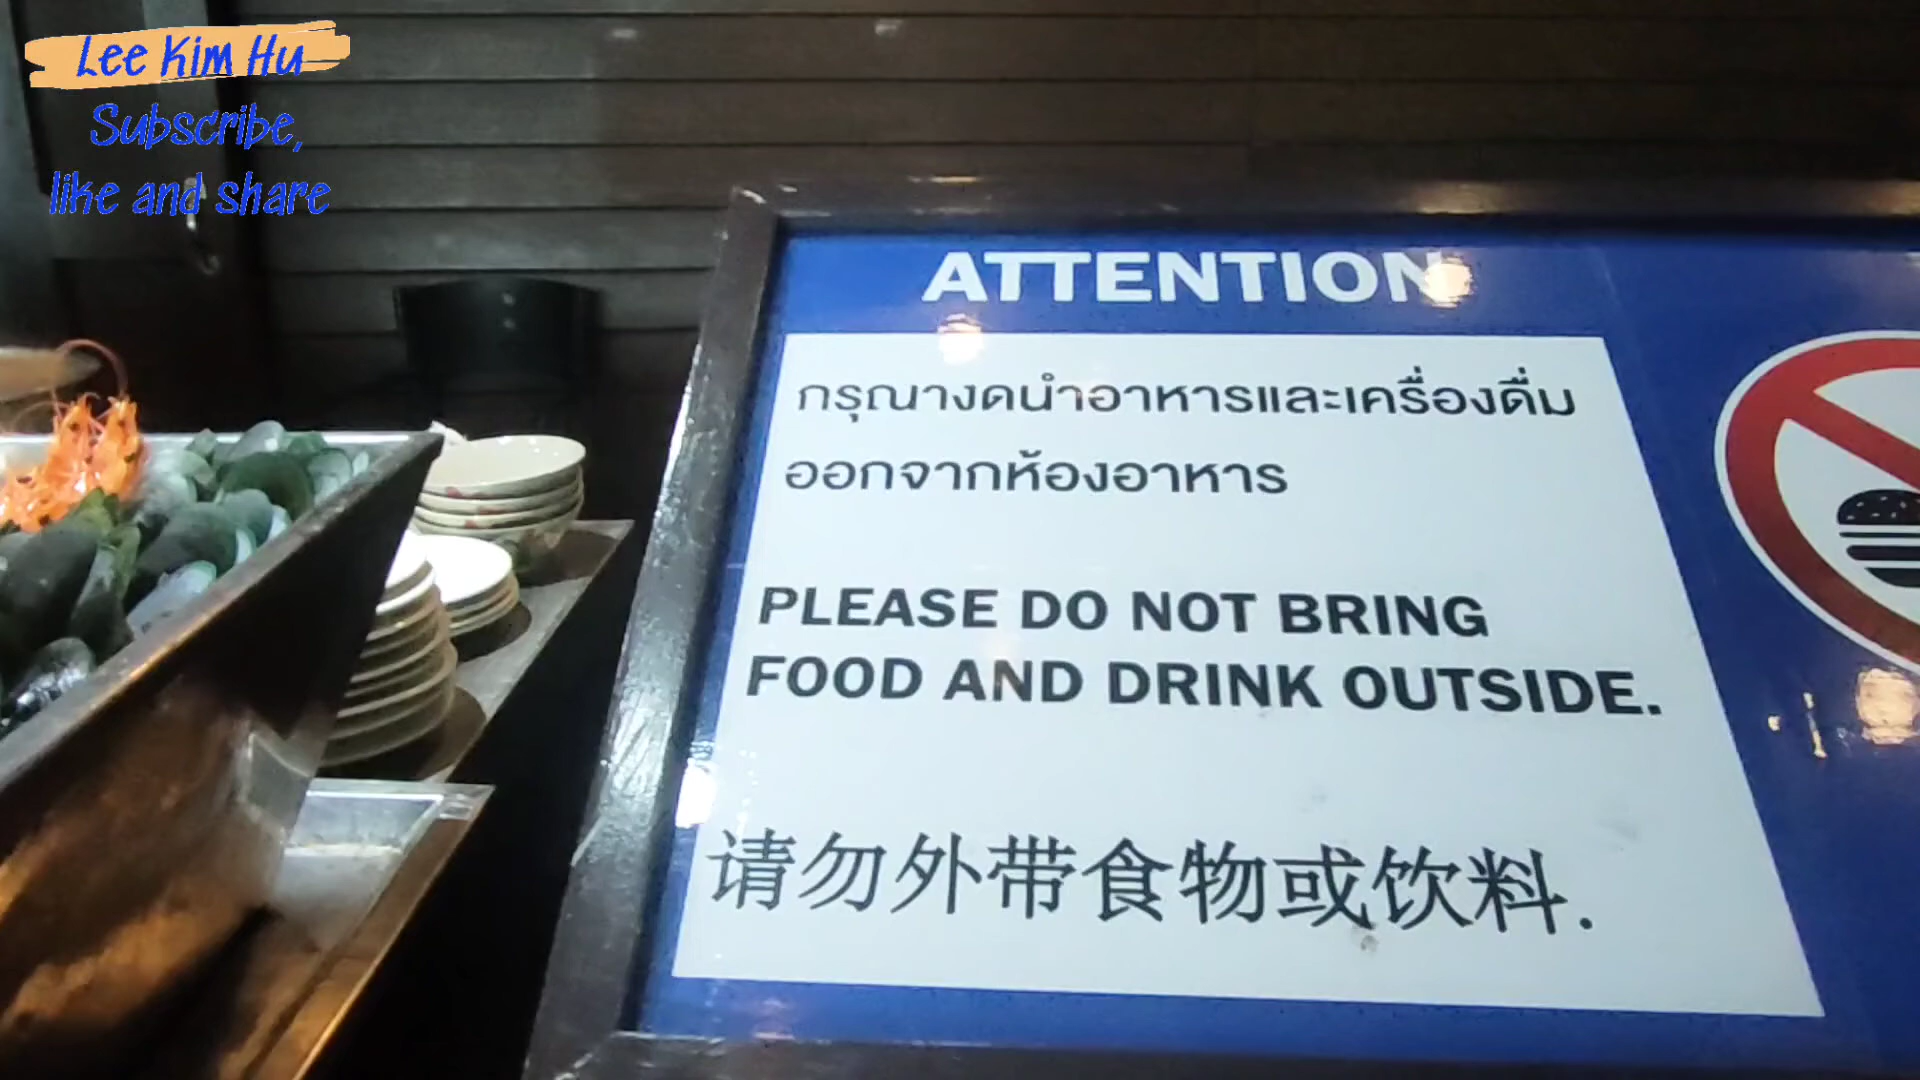 Lee Kim Hu
Subscribe,
like and share
ATTENTION
กรุณางดนำอาหารและเครื่องดื่ม
ออกจากห้องอาหาร
PLEASE DO NOT BRING
FOOD AND DRINK OUTSIDE.
请勿外带食物或饮料.